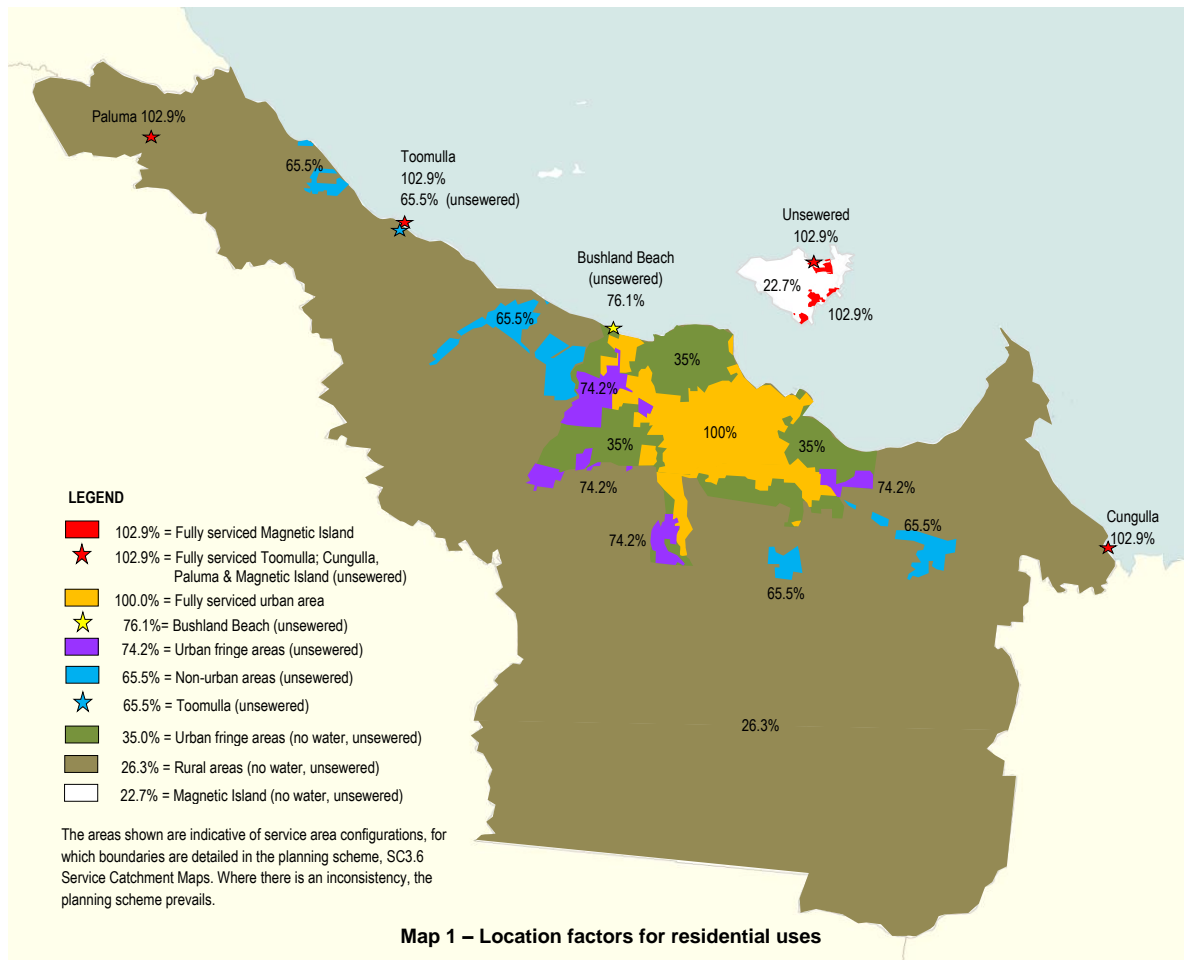 Paluma 102.9%
65.5%
Toomulla
102.9%
65.5% (unsewered)
Unsewered
102.9%
22.7%
102.9%
Bushland Beach
(unsewered)
76.1%
65.5%
35%
74.2%
100%
35%
35%
74.2%
74.2%
74.2%
65.5%
65.5%
Cungulla
102.9%
26.3%
LEGEND
102.9% = Fully serviced Magnetic Island
102.9% = Fully serviced Toomulla; Cungulla,
Paluma & Magnetic Island (unsewered)
100.0% = Fully serviced urban area
76.1%= Bushland Beach (unsewered)
74.2% = Urban fringe areas (unsewered)
65.5% = Non-urban areas (unsewered)
65.5% = Toomulla (unsewered)
35.0% = Urban fringe areas (no water, unsewered)
26.3% = Rural areas (no water, unsewered)
22.7% = Magnetic Island (no water, unsewered)
The areas shown are indicative of service area configurations, for
which boundaries are detailed in the planning scheme, SC3.6
Service Catchment Maps. Where there is an inconsistency, the
planning scheme prevails.
Map 1 – Location factors for residential uses